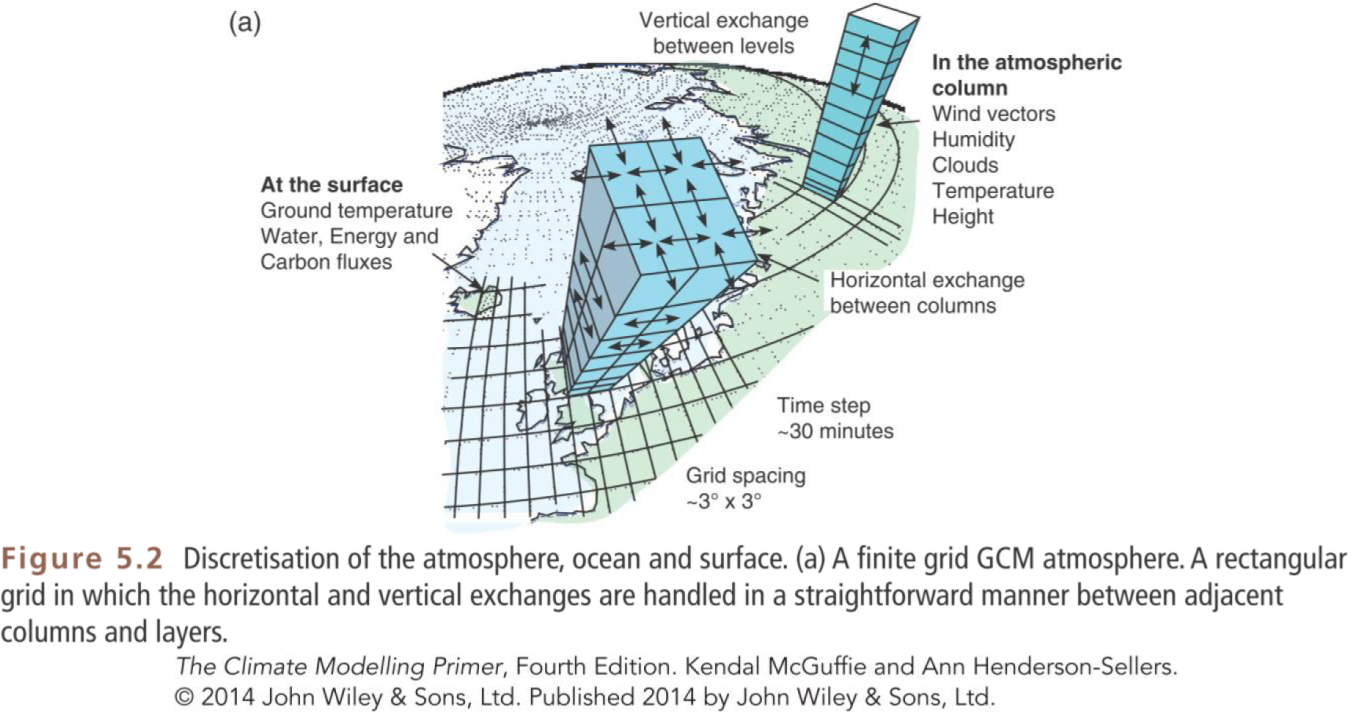 (a)
Vertical exchange
between levels
In the atmospheric
column
Wind vectors
Humidity
Clouds
Temperature
Height
At the surface
Ground temperature
Water, Energy and
Carbon fluxes
Horizontal exchange
between columns
Time step
~30 minutes
Grid spacing
~3° x 3°
Figure 5.2 Discretisation of the atmosphere, ocean and surface. (a) A finite grid GCM atmosphere. A rectangular
grid in which the horizontal and vertical exchanges are handled in a straightforward manner between adjacent
columns and layers.
The Climate Modelling Primer, Fourth Edition. Kendal McGuffie and Ann Henderson-Sellers.
© 2014 John Wiley & Sons, Ltd. Published 2014 by John Wiley & Sons, Ltd.